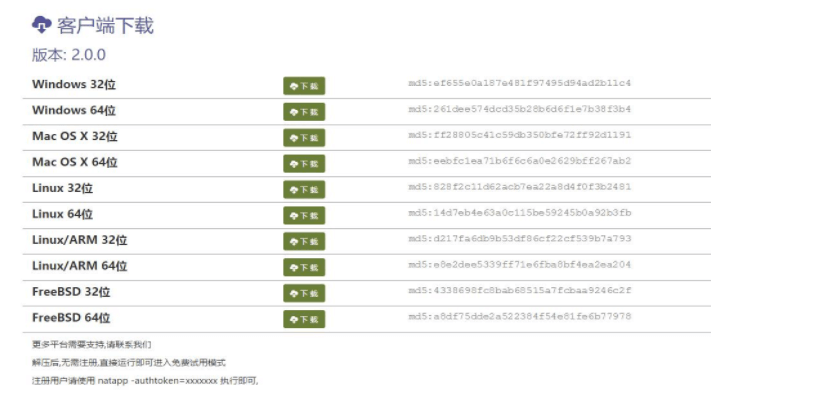 客户端下载
版本: 2.0.0
Windows 32位 下载 md5:ef655e0a187e481f97495d94ad2b11c4
Windows 64位 下载 md5:261dee574dcd35b28b6d6f1e7b38f3b4
Mac OS X 32位 下载 md5:ff28805c41c59db350bfe72ff92d1191
Mac OS X 64位 下载 md5:eebfc1ea71b6f6c6a0e2629bff267ab2
Linux 32位 下载 md5:828f2c11d62acb7ea22a8d4f0f3b2481
Linux 64位 下载 md5:14d7eb4e63a0c115be59245b0a92b3fb
Linux/ARM 32位 下载 md5:d217fa6db9b53df86cf22cf539b7a793
Linux/ARM 64位 下载 md5:e8e2dee5339ff71e6fba8bf4ea2ea204
FreeBSD 32位 下载 md5:4338698fc8bab68515a7fcbaa9246c2f
FreeBSD 64位 下载 md5:a8df75dde2a522384f54e81fe6b77978
更多平台需要支持,请联系我们
解压后,无需注册,直接运行即可进入免费试用模式
注册用户请使用 natapp -authtoken=xxxxxxx 执行即可,